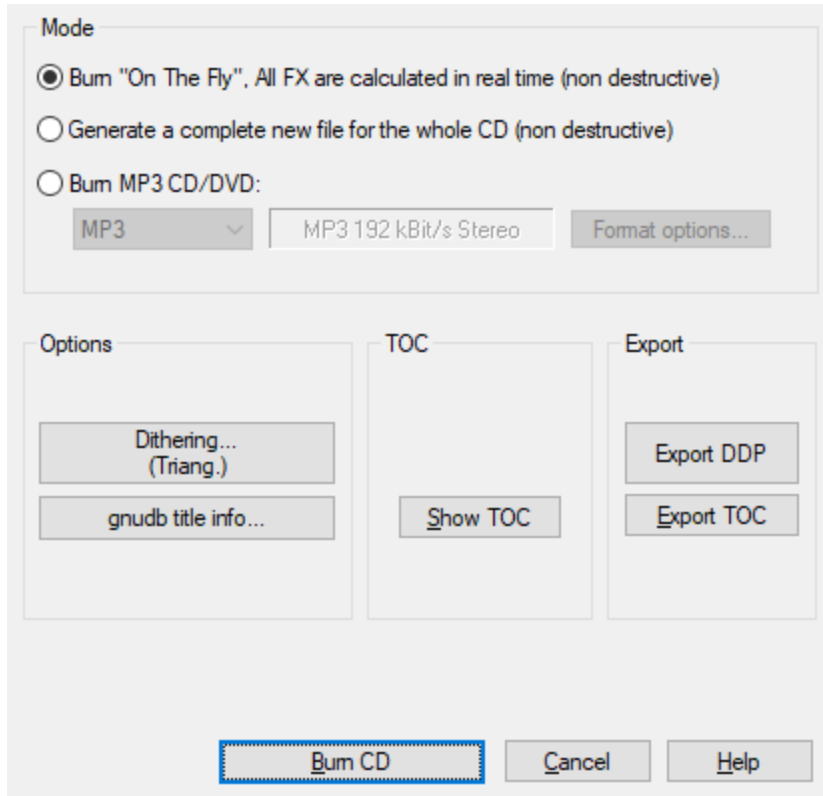 Mode
Burn "On The Fly", All FX are calculated in real time (non destructive)
Generate a complete new file for the whole CD (non destructive)
Burn MP3 CD/DVD:
MP3 MP3 192 kBit/s Stereo Format options...
Options TOC Export
Dithering...
(Triang.)
Export DDP
gnudb title info... Show TOC Export TOC
Burn CD Cancel Help